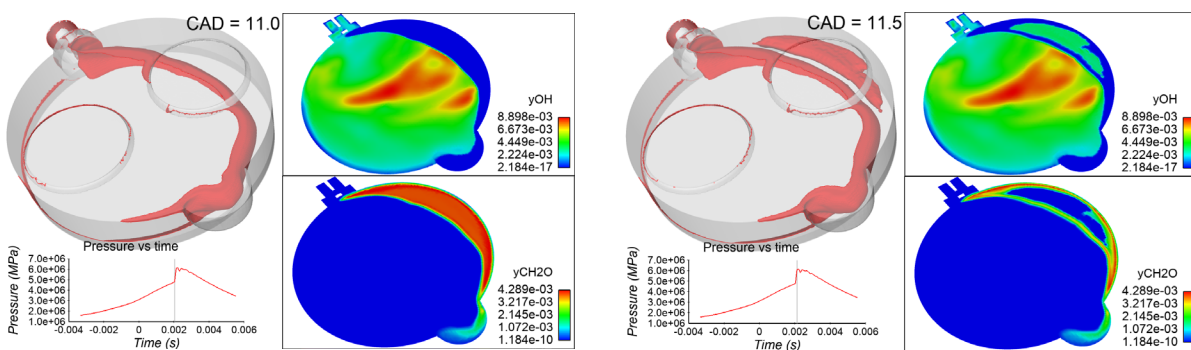 CAD = 11.0
yOH
8.898e-03
6.673e-03
4.449e-03
2.224e-03
2.184e-17
yCH2O
4.289e-03
3.217e-03
2.145e-03
1.072e-03
1.184e-10
Pressure vs time
Pressure (MPa)
7.0e+06
6.0e+06
5.0e+06
4.0e+06
3.0e+06
2.0e+06
1.0e+06
-0.004 -0.002 0 0.002 0.004 0.006
Time (s)
CAD = 11.5
yOH
8.898e-03
6.673e-03
4.449e-03
2.224e-03
2.184e-17
yCH2O
4.289e-03
3.217e-03
2.145e-03
1.072e-03
1.184e-10
Pressure vs time
Pressure (MPa)
7.0e+06
6.0e+06
5.0e+06
4.0e+06
3.0e+06
2.0e+06
1.0e+06
-0.004 -0.002 0 0.002 0.004 0.006
Time (s)